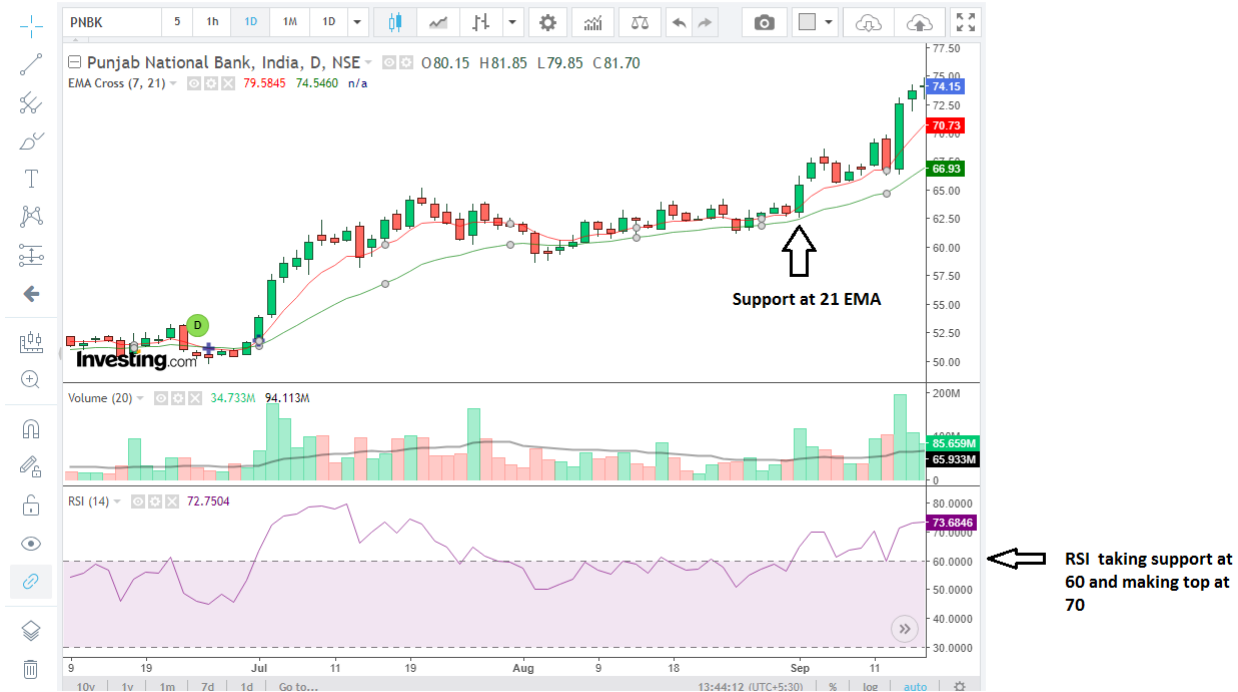 PNBK 5 1h 1D 1M 1D
Punjab National Bank, India, D, NSE O80.15 H81.85 L79.85 C81.70
EMA Cross (7, 21) 79.5845 74.5460 n/a
77.50
75.00
74.15
72.50
70.73
70.00
67.50
66.93
65.00
62.50
60.00
57.50
55.00
52.50
50.00
Support at 21 EMA
D
Investing.com
Volume (20) 34.733M 94.113M
200M
85.659M
65.933M
0
RSI (14) 72.7504
80.0000
73.6846
70.0000
60.0000
50.0000
40.0000
30.0000
RSI taking support at
60 and making top at
70
9 19 Jul 11 19 Aug 9 18 Sep 11
10y 1y 1m 7d 1d Go to... 13:44:12 (UTC+5:30) % log auto